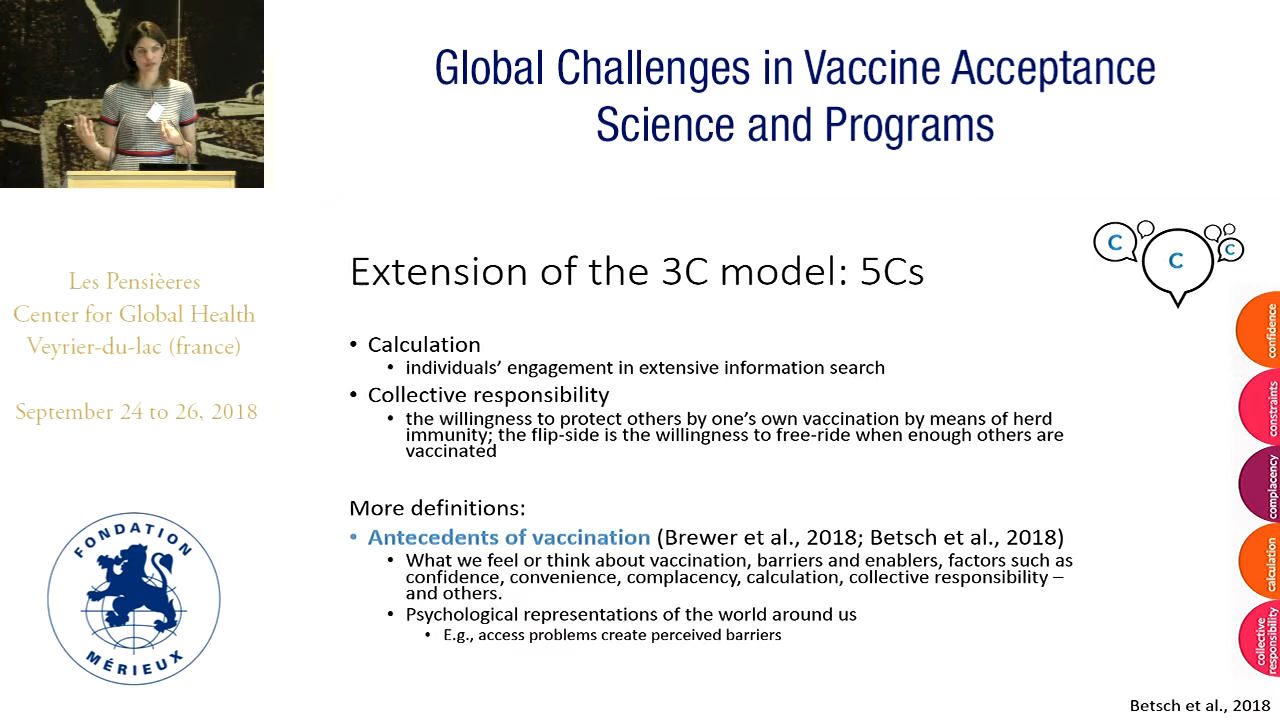 Global Challenges in Vaccine Acceptance
Science and Programs
Les Pensièeres
Center for Global Health
Veyrier-du-lac (france)
September 24 to 26, 2018
FONDATION
MÉRIEUX
Extension of the 3C model: 5Cs
C
C
C
• Calculation
• individuals' engagement in extensive information search
• Collective responsibility
• the willingness to protect others by one's own vaccination by means of herd
immunity; the flip-side is the willingness to free-ride when enough others are
vaccinated
More definitions:
• Antecedents of vaccination (Brewer et al., 2018; Betsch et al., 2018)
• What we feel or think about vaccination, barriers and enablers, factors such as
confidence, convenience, complacency, calculation, collective responsibility –
and others.
• Psychological representations of the world around us
• E.g., access problems create perceived barriers
confidence
constraints
complacency
calculation
collective
responsibility
Betsch et al., 2018